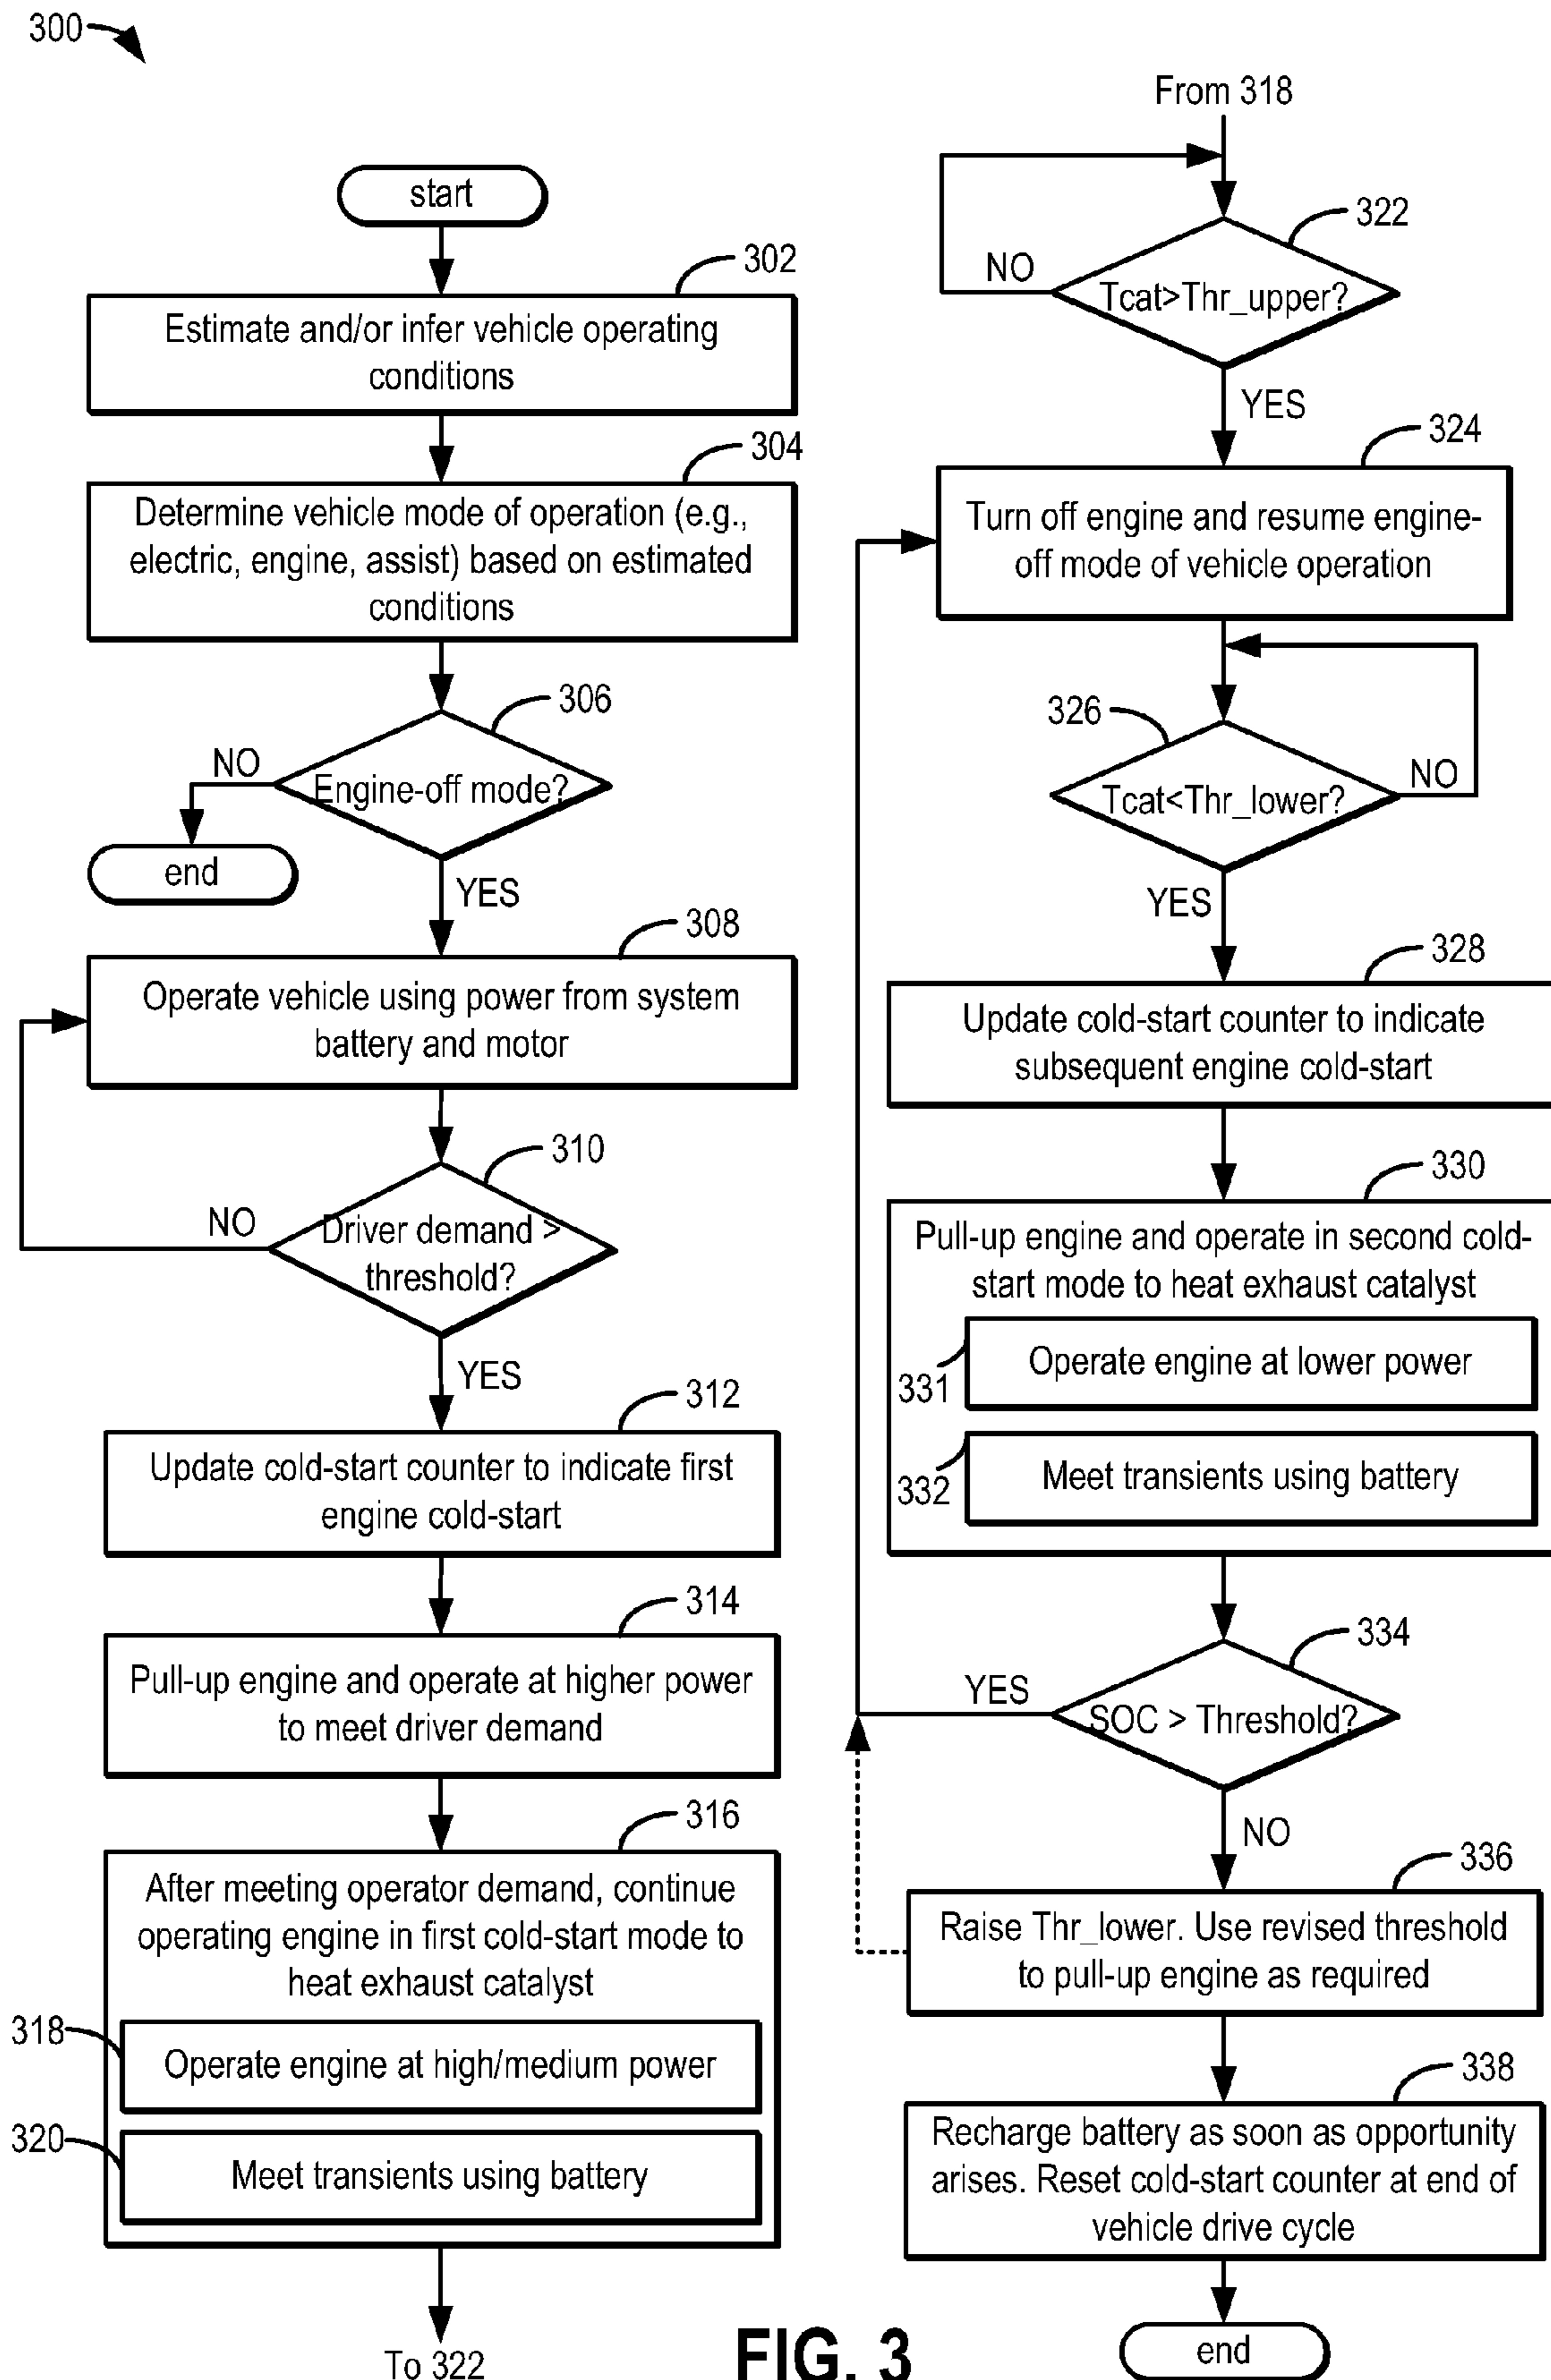 300
start
302
Estimate and/or infer vehicle operating
conditions
304
Determine vehicle mode of operation (e.g.,
electric, engine, assist) based on estimated
conditions
306
NO
Engine-off mode?
end
YES
308
Operate vehicle using power from system
battery and motor
310
NO
Driver demand >
threshold?
YES
312
Update cold-start counter to indicate first
engine cold-start
314
Pull-up engine and operate at higher power
to meet driver demand
316
After meeting operator demand, continue
operating engine in first cold-start mode to
heat exhaust catalyst
318
Operate engine at high/medium power
320
Meet transients using battery
To 322
From 318
322
NO
Tcat>Thr_upper?
YES
324
Turn off engine and resume engine-
off mode of vehicle operation
326
NO
Tcat<Thr_lower?
YES
328
Update cold-start counter to indicate
subsequent engine cold-start
330
Pull-up engine and operate in second cold-
start mode to heat exhaust catalyst
Operate engine at lower power
331
Meet transients using battery
332
334
YES
SOC > Threshold?
NO
336
Raise Thr_lower. Use revised threshold
to pull-up engine as required
338
Recharge battery as soon as opportunity
arises. Reset cold-start counter at end of
vehicle drive cycle
end
FIG. 3